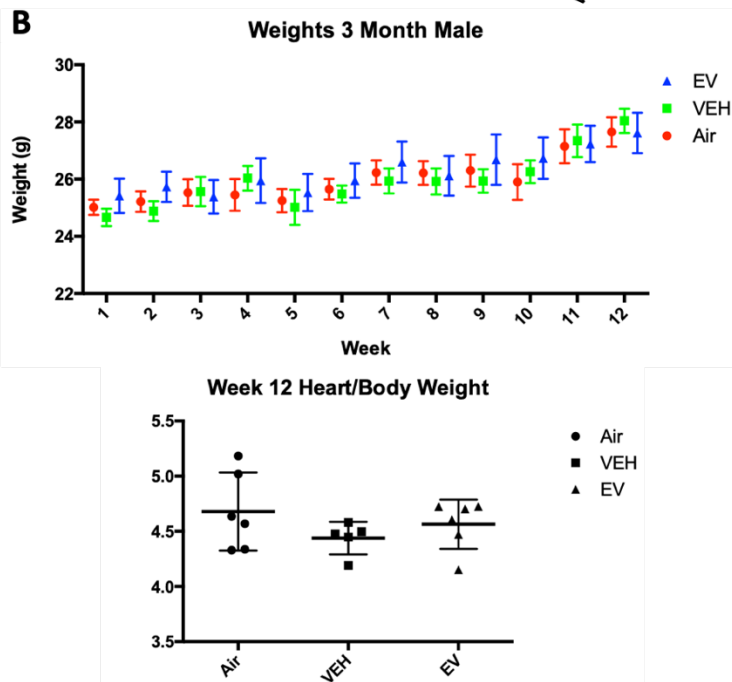 B
Weights 3 Month Male
30
28
26
24
22
Weight (g)
1 2 3 4 5 6 7 8 9 10 11 12
Week
EV
VEH
Air
Week 12 Heart/Body Weight
5.5
5.0
4.5
4.0
3.5
Air VEH EV
Air
VEH
EV